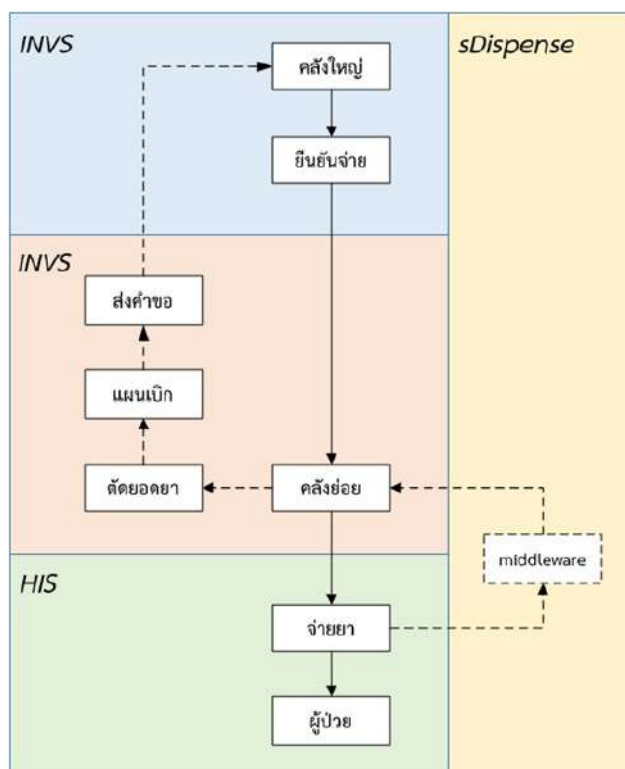 INVS
sDispense
คลังใหญ่
ยืนยันจ่าย
INVS
ส่งคำขอ
แผนเบิก
ตัดยอดยา
คลังย่อย
middleware
HIS
จ่ายยา
ผู้ป่วย